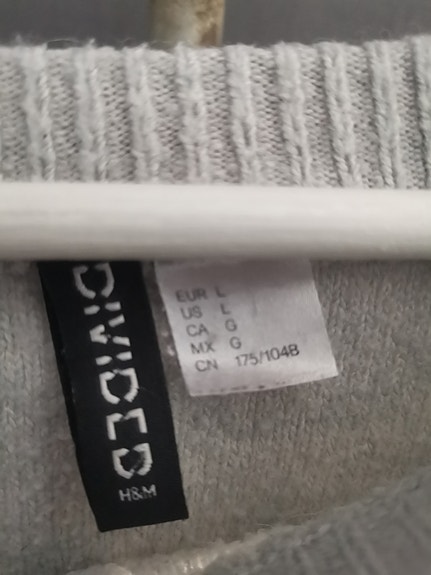 DIVIDED
H&M
EUR L
US L
CA G
MX G
CN 175/104B